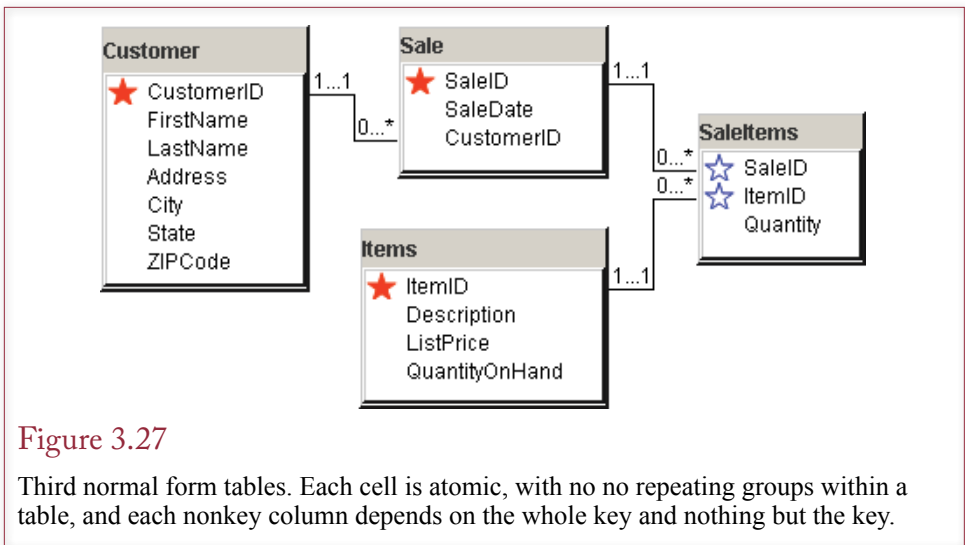 Customer
CustomerID
FirstName
LastName
Address
City
State
ZIPCode
1...1
0...*
Sale
SaleID
SaleDate
CustomerID
1...1
0...*
0...*
SaleItems
SaleID
ItemID
Quantity
Items
ItemID
Description
ListPrice
QuantityOnHand
1...1
Figure 3.27
Third normal form tables. Each cell is atomic, with no no repeating groups within a
table, and each nonkey column depends on the whole key and nothing but the key.